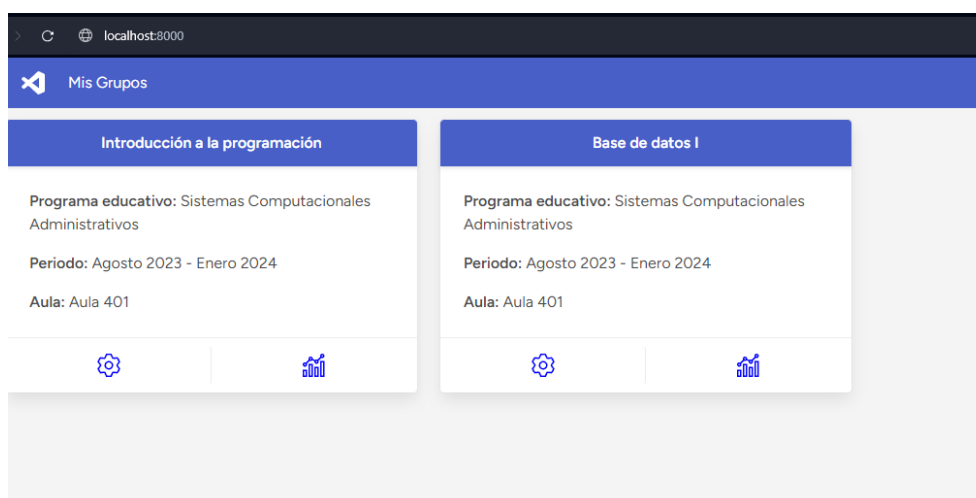 localhost:8000
Mis Grupos
Introducción a la programación
Programa educativo: Sistemas Computacionales
Administrativos
Periodo: Agosto 2023 - Enero 2024
Aula: Aula 401
Base de datos I
Programa educativo: Sistemas Computacionales
Administrativos
Periodo: Agosto 2023 - Enero 2024
Aula: Aula 401